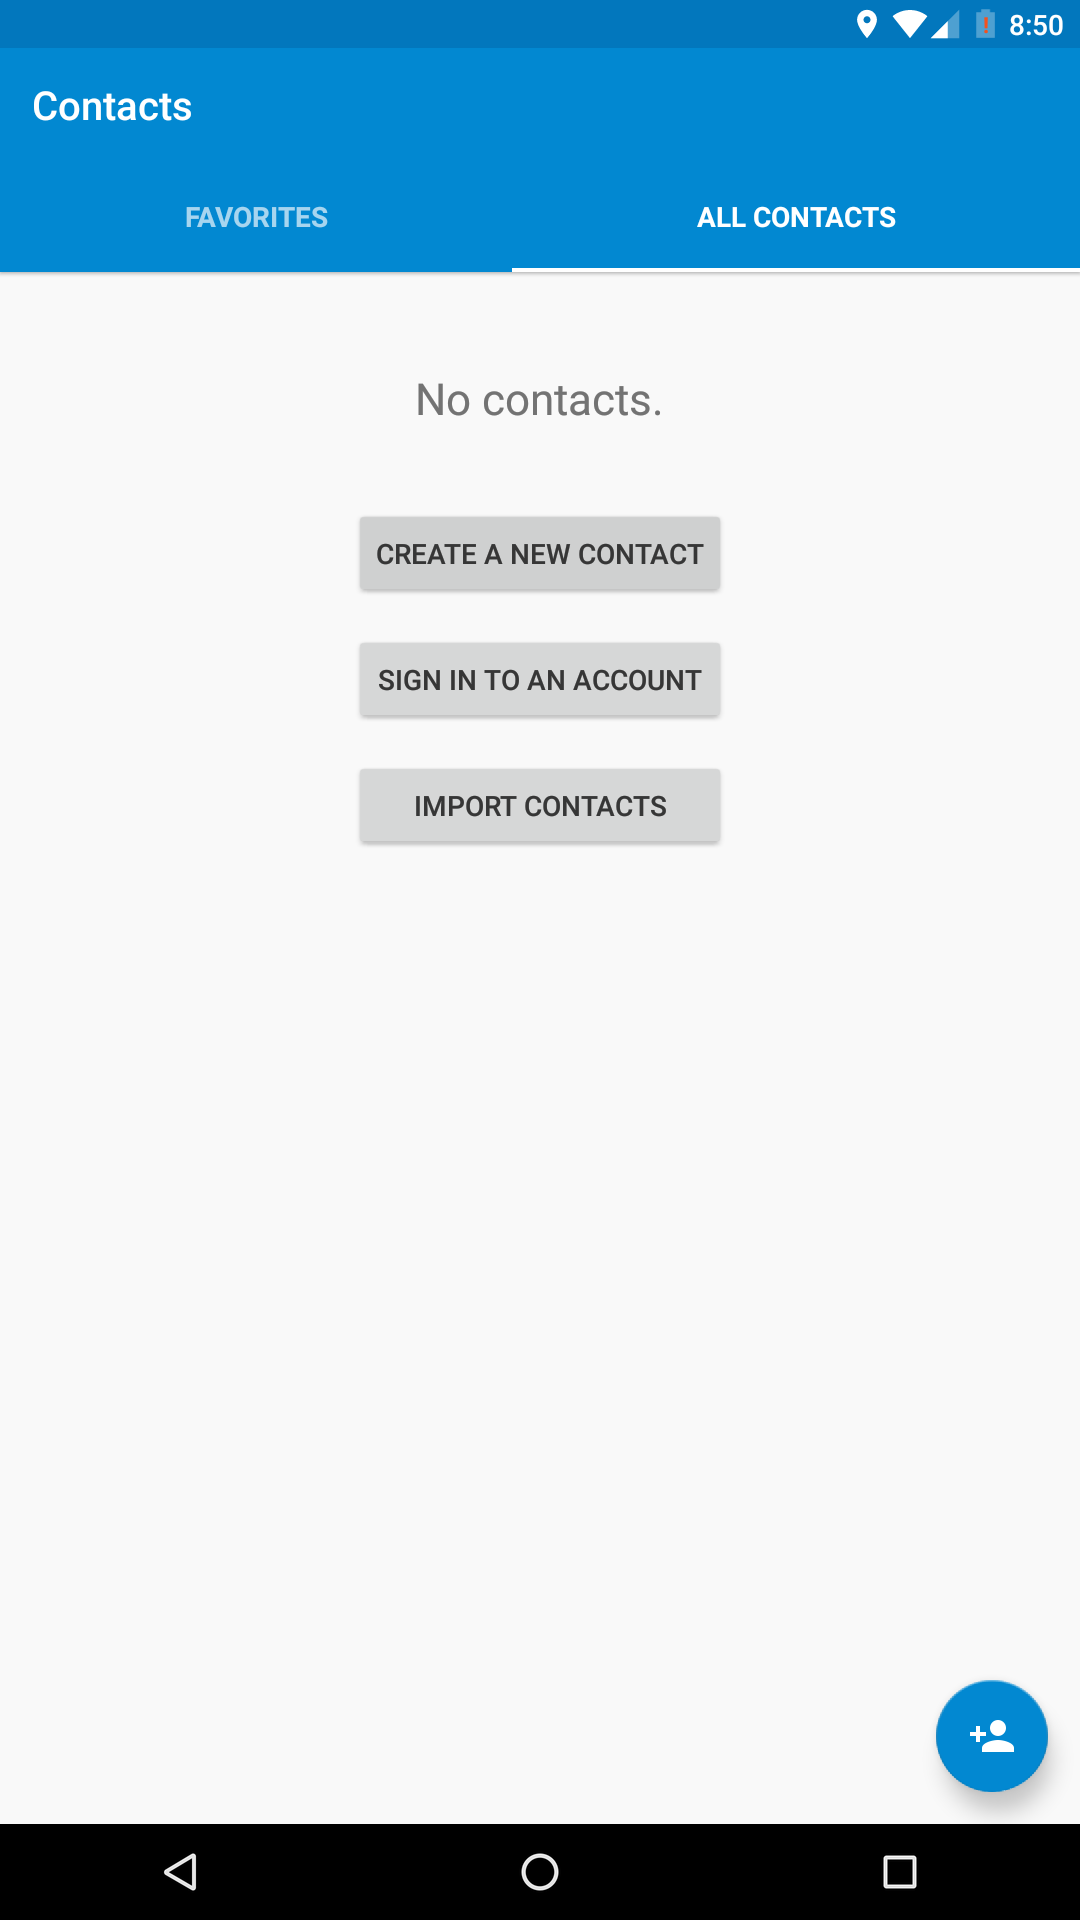 8:50
Contacts
FAVORITES
ALL CONTACTS
No contacts.
CREATE A NEW CONTACT
SIGN IN TO AN ACCOUNT
IMPORT CONTACTS